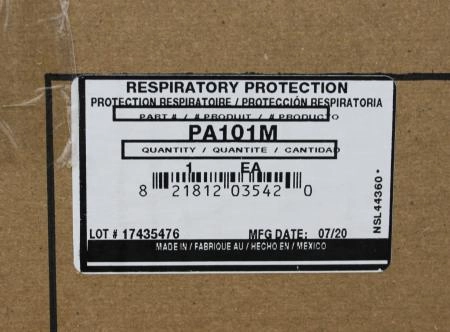 RESPIRATORY PROTECTION
PROTECTION RESPIRATOIRE / PROTECCIÓN RESPIRATORIA
PART # / # PRODUIT / # PRODUCTO
PA101M
QUANTITY / QUANTITE / CANTIDAD
1 EA
8 21812 03542 0
NSL44360
LOT # 17435476 MFG DATE: 07/20
MADE IN / FABRIQUE AU / HECHO EN / MEXICO